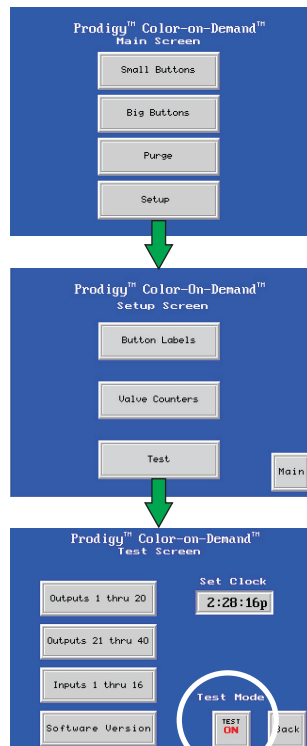 Prodigy™ Color-on-Demand™
Main Screen
Small Buttons
Big Buttons
Purge
Setup
Prodigy™ Color-On-Demand™
Setup Screen
Button Labels
Valve Counters
Test
Main
Prodigy™ Color-on-Demand™
Test Screen
Set Clock
Outputs 1 thru 20
2:28:16p
Outputs 21 thru 40
Inputs 1 thru 16
Test Mode
Software Version
TEST
ON
Back